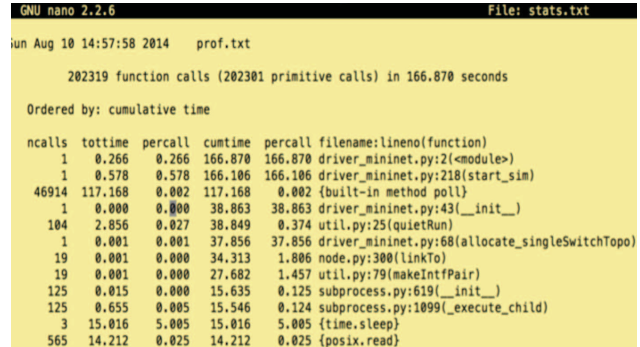 GNU nano 2.2.6 File: stats.txt
un Aug 10 14:57:58 2014 prof.txt
202319 function calls (202301 primitive calls) in 166.870 seconds
Ordered by: cumulative time
ncalls tottime percall cumtime percall filename:lineno(function)
1 0.266 0.266 166.870 166.870 driver_mininet.py:2(<module>)
1 0.578 0.578 166.106 166.106 driver_mininet.py:218(start_sim)
46914 117.168 0.002 117.168 0.002 {built-in method poll}
1 0.000 0.000 38.863 38.863 driver_mininet.py:43(__init__)
104 2.856 0.027 38.849 0.374 util.py:25(quietRun)
1 0.001 0.001 37.856 37.856 driver_mininet.py:68(allocate_singleSwitchTopo)
19 0.001 0.000 34.313 1.806 node.py:300(linkTo)
19 0.001 0.000 27.682 1.457 util.py:79(makeIntfPair)
125 0.015 0.000 15.635 0.125 subprocess.py:619(__init__)
125 0.655 0.005 15.546 0.124 subprocess.py:1099(_execute_child)
3 15.016 5.005 15.016 5.005 {time.sleep}
565 14.212 0.025 14.212 0.025 {posix.read}